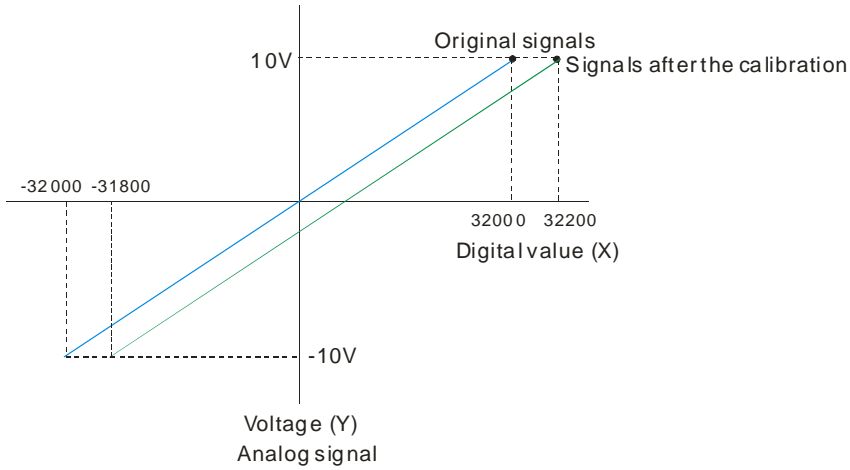 Original signals
10V
Signals after the calibration
-32000 -31800
32000 32200
Digital value (X)
-10V
Voltage (Y)
Analog signal